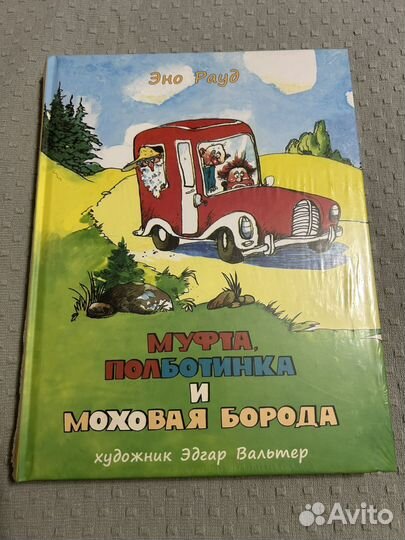 Эно Рауд
МУФТА,
ПОЛБОТИНКА
И
МОХОВАЯ БОРОДА
художник Эдгар Вальтер
Avito